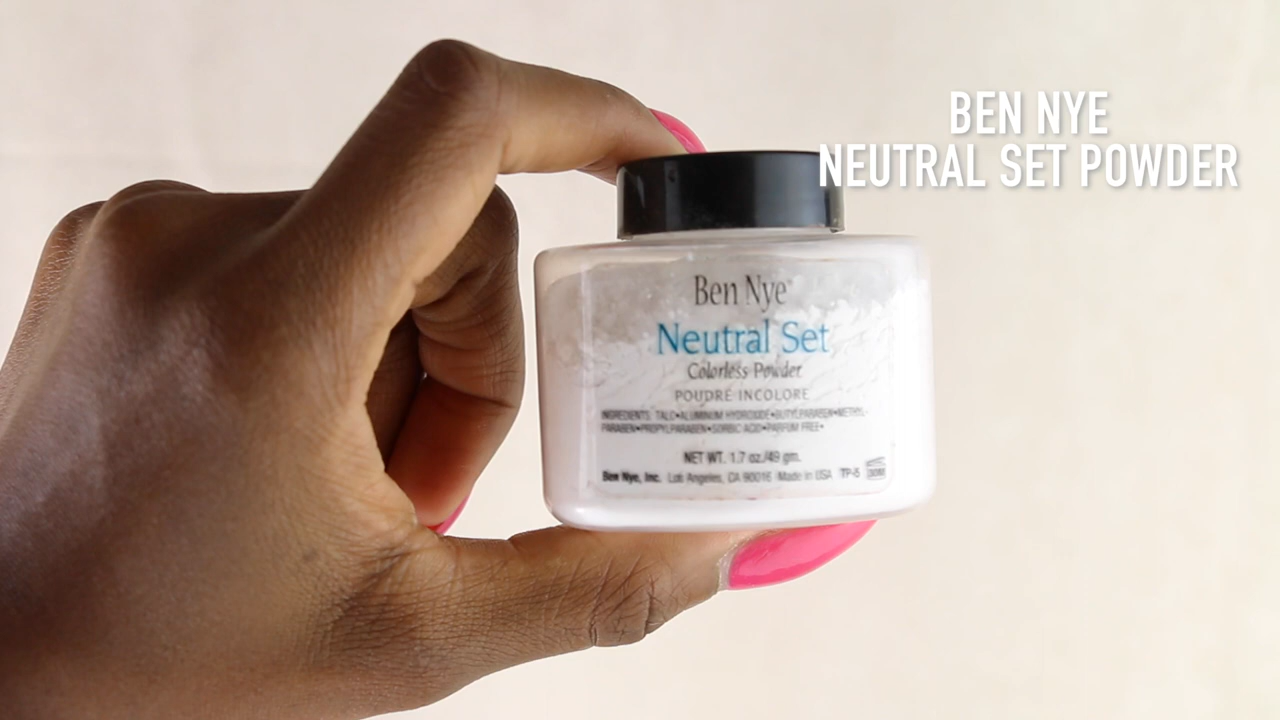 BEN NYE
NEUTRAL SET POWDER
Ben Nye
Neutral Set
Colorless Powder
POUDRE INCOLORE
INGREDIENTS: TALC•ALUMINUM HYDROXIDE•BUTYLPARABEN•METHYL-
PARABEN•PROPYLPARABEN•SORBIC ACID•PARFUM FREE•
NET WT. 1.7 oz./49 gm.
Ben Nye, Inc. Los Angeles, CA 90016 Made in USA TP-5